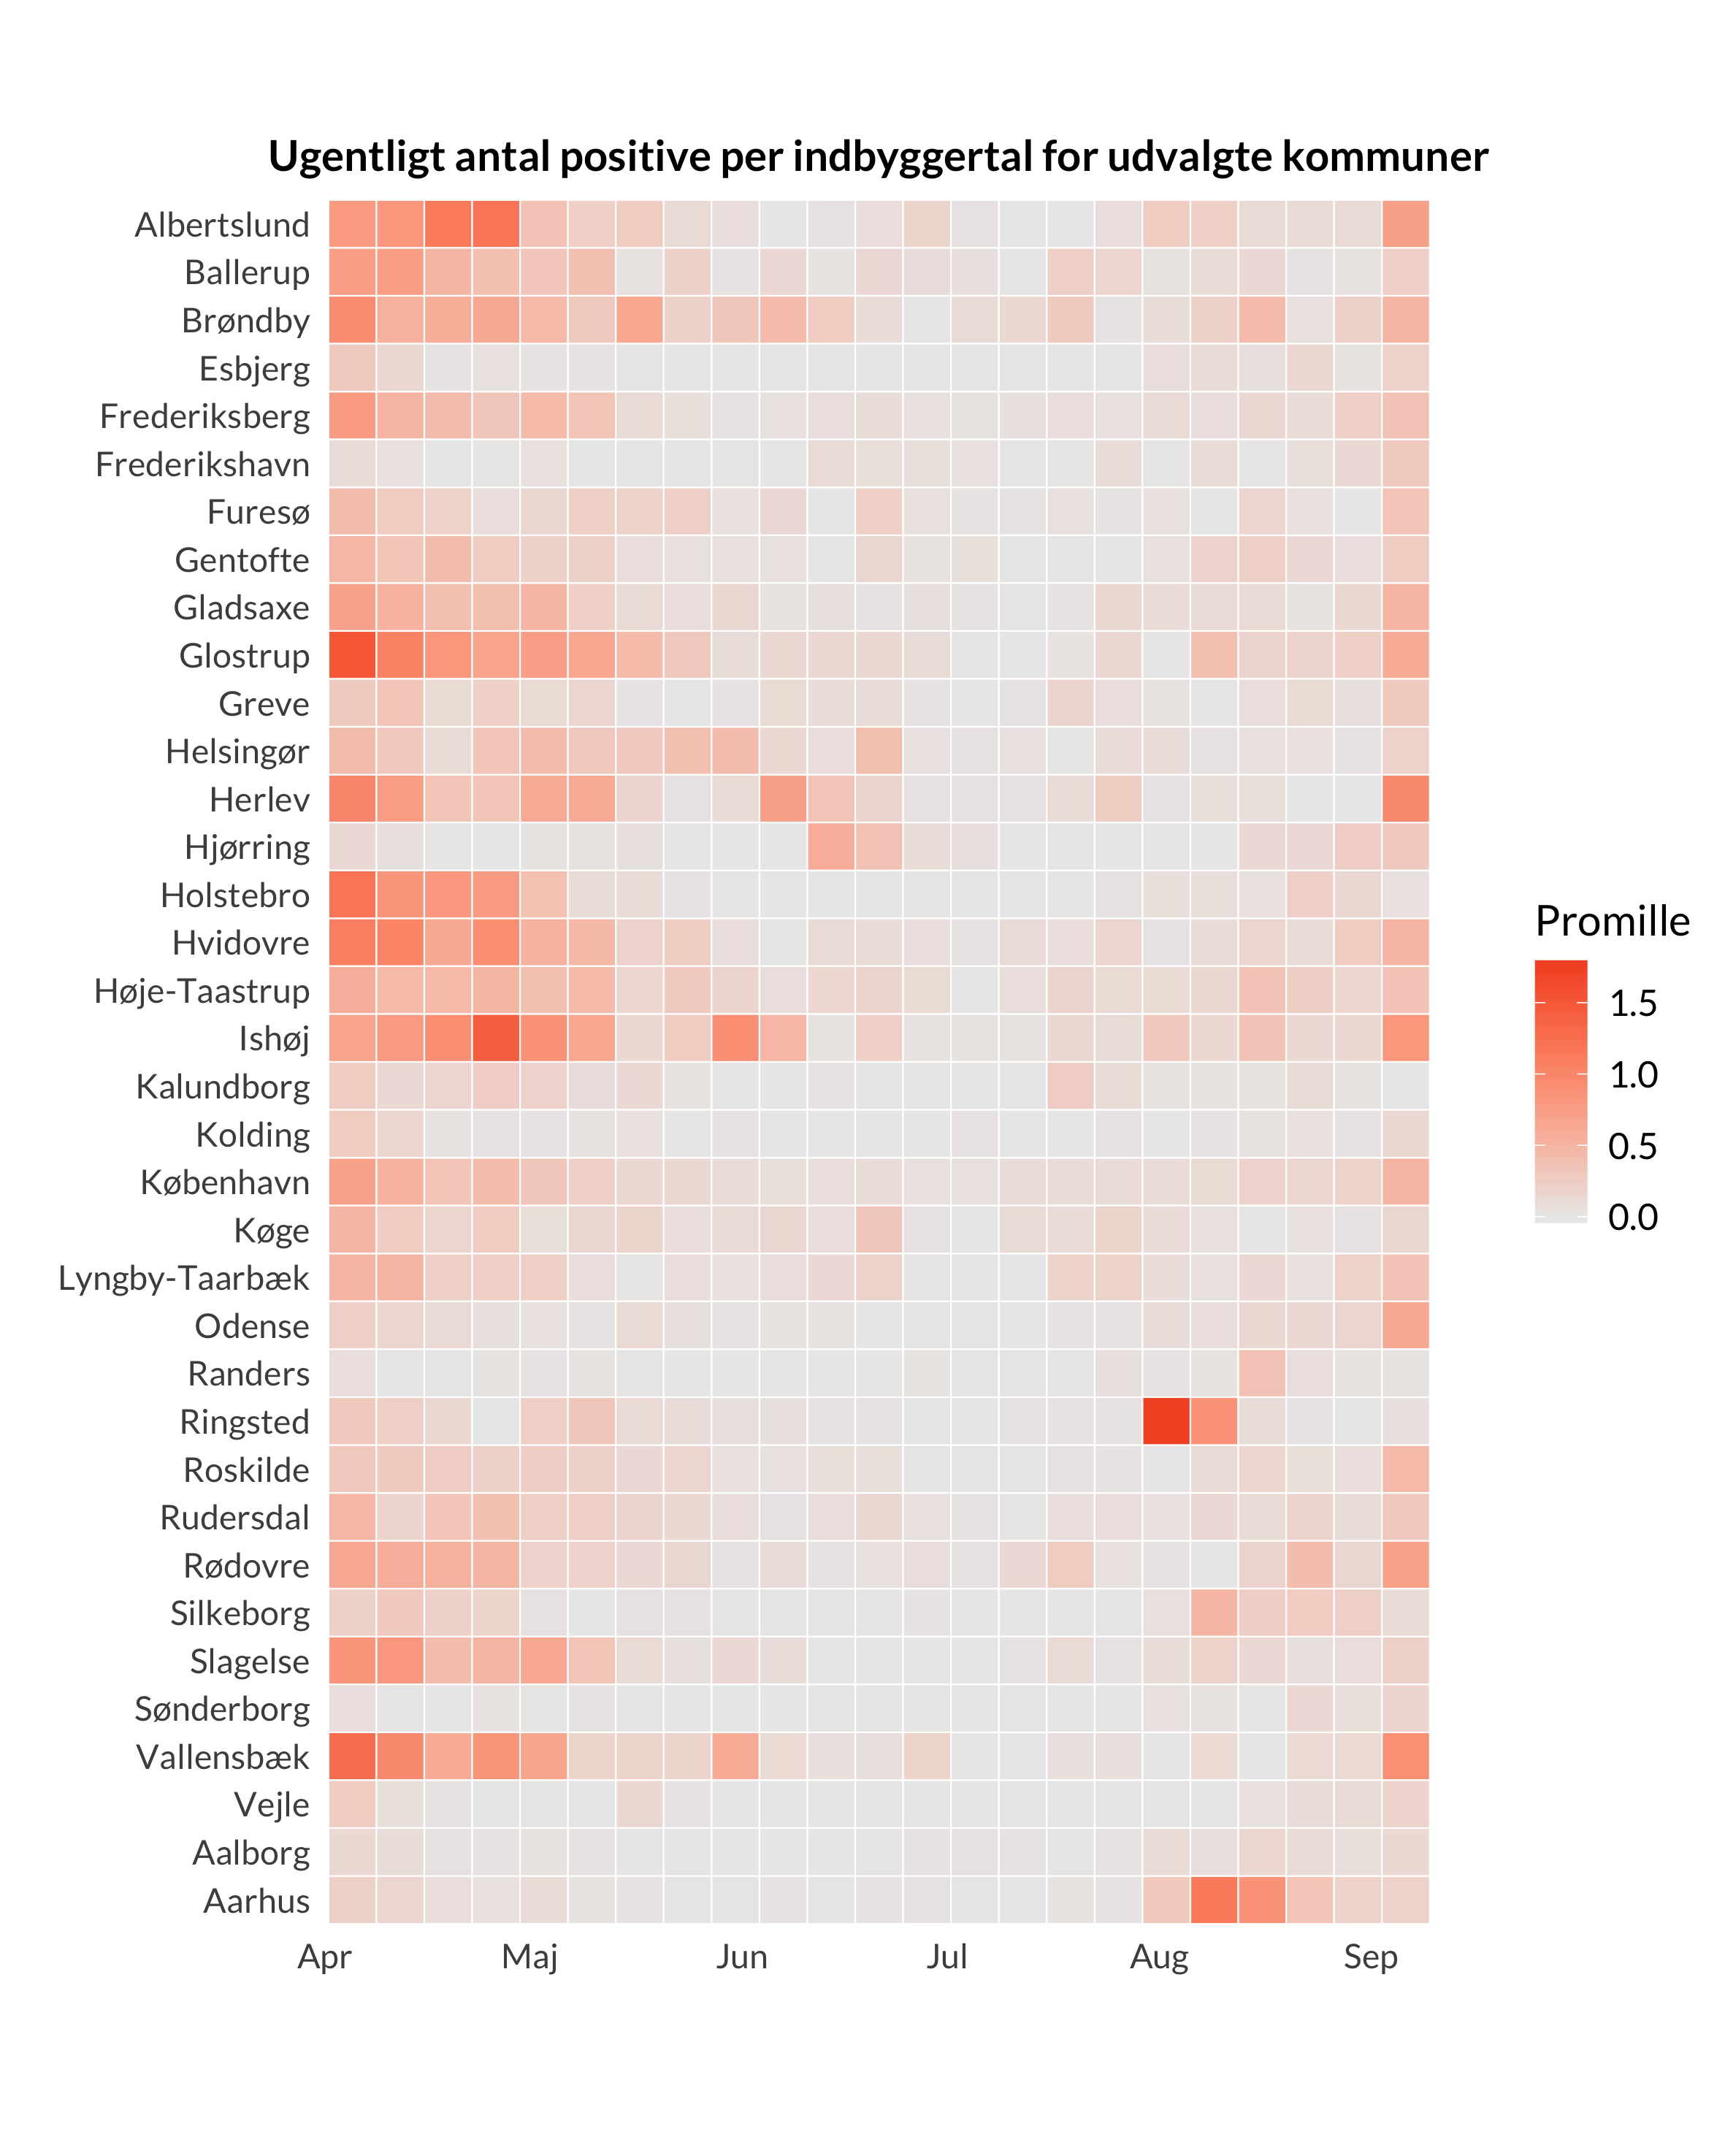 Ugentligt antal positive per indbyggertal for udvalgte kommuner
Albertslund
Ballerup
Brøndby
Esbjerg
Frederiksberg
Frederikshavn
Furesø
Gentofte
Gladsaxe
Glostrup
Greve
Helsingør
Herlev
Hjørring
Holstebro
Hvidovre
Høje-Taastrup
Ishøj
Kalundborg
Kolding
København
Køge
Lyngby-Taarbæk
Odense
Randers
Ringsted
Roskilde
Rudersdal
Rødovre
Silkeborg
Slagelse
Sønderborg
Vallensbæk
Vejle
Aalborg
Aarhus
Apr Maj Jun Jul Aug Sep
Promille
1.5
1.0
0.5
0.0